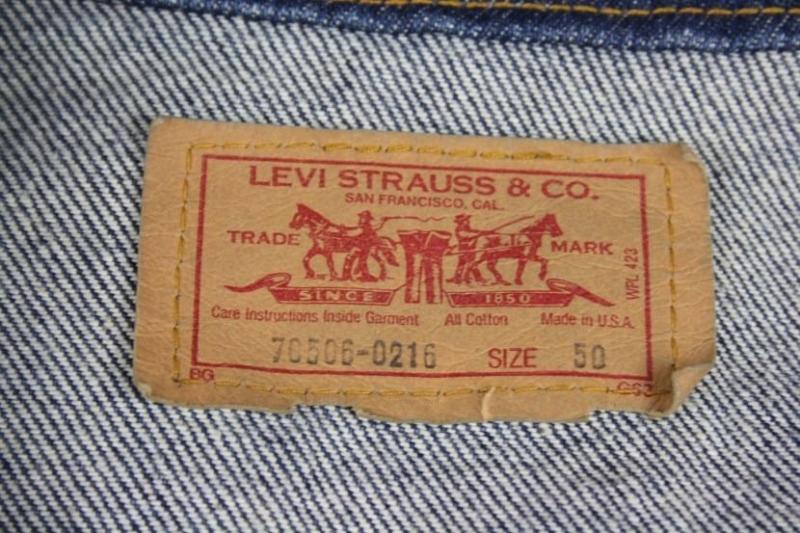 LEVI STRAUSS & CO.
SAN FRANCISCO, CAL.
TRADE MARK
SINCE 1850
WPL 423
Care Instructions Inside Garment All Cotton Made in U.S.A.
70506-0216 SIZE 50
BG